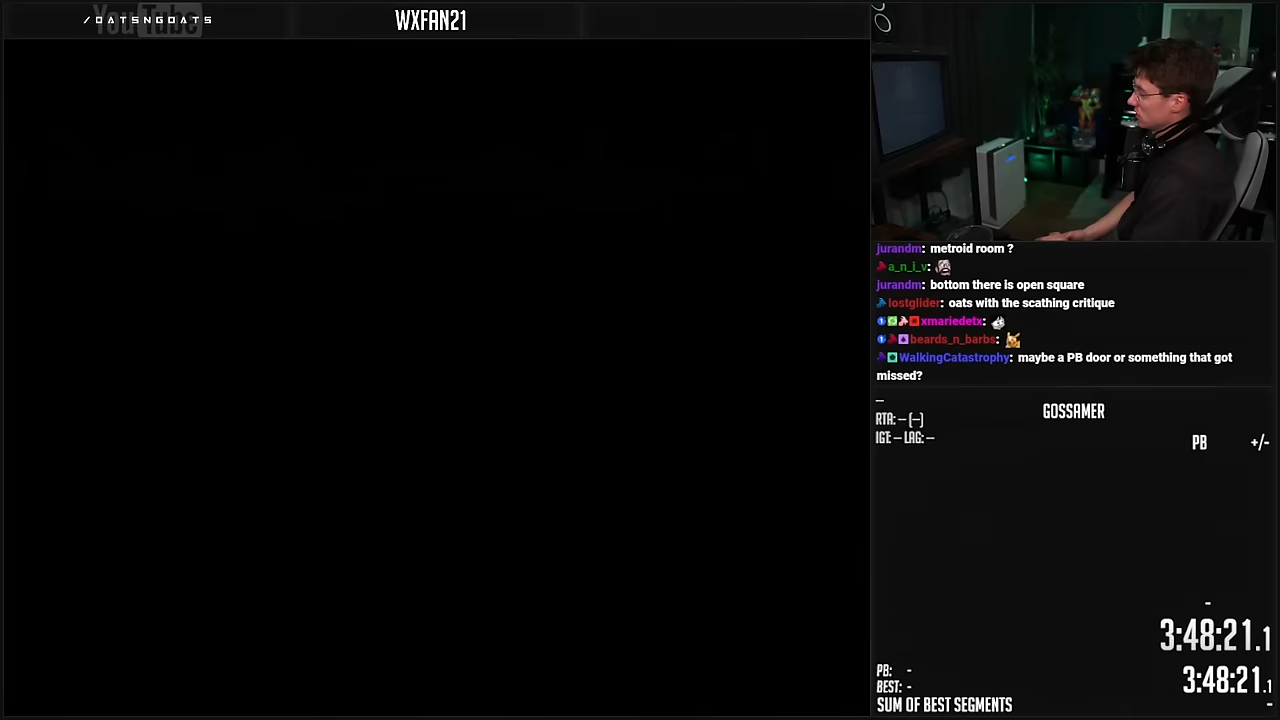 YouTube
/OATSNGOATS
WXFAN21
jurandm: metroid room ?
a_n_i_v:
jurandm: bottom there is open square
lostglider: oats with the scathing critique
xmariedetx:
beards_n_barbs:
WalkingCatastrophy: maybe a PB door or something that got
missed?
–
RTA: – (–)
IGT: – LAG: –
GOSSAMER
PB +/-
-
3:48:21.1
3:48:21.1
PB: -
BEST: -
SUM OF BEST SEGMENTS -